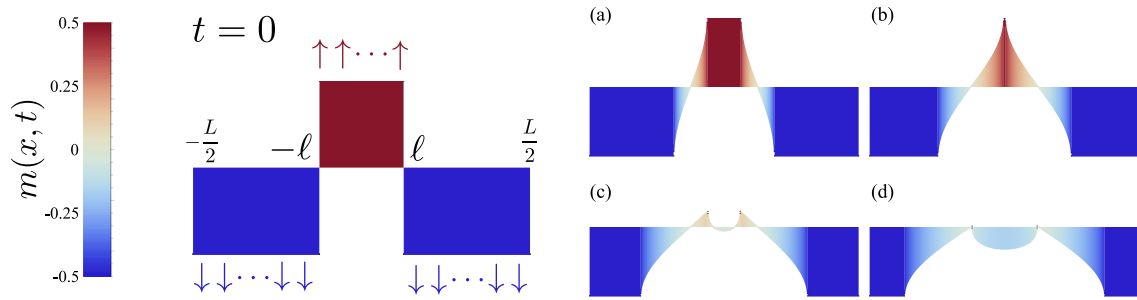 0.5
0.25
0
-0.25
-0.5
m(x, t)
t = 0
↑ ↑ ⋯ ↑
-L/2
-ℓ
ℓ
L/2
↓ ↓ ⋯ ↓ ↓
↓ ↓ ⋯ ↓ ↓
(a)
(b)
(c)
(d)